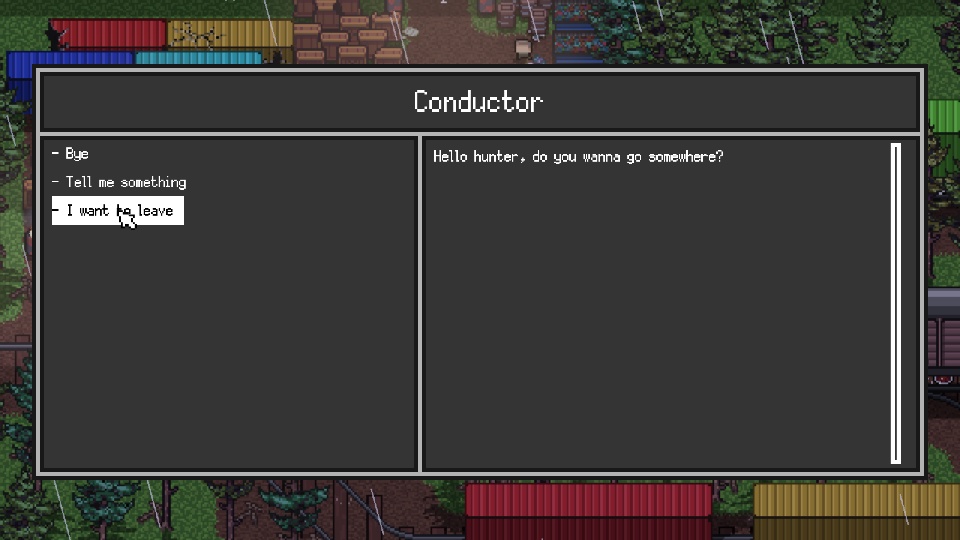 Conductor
- Bye
- Tell me something
- I want to leave
Hello hunter, do you wanna go somewhere?